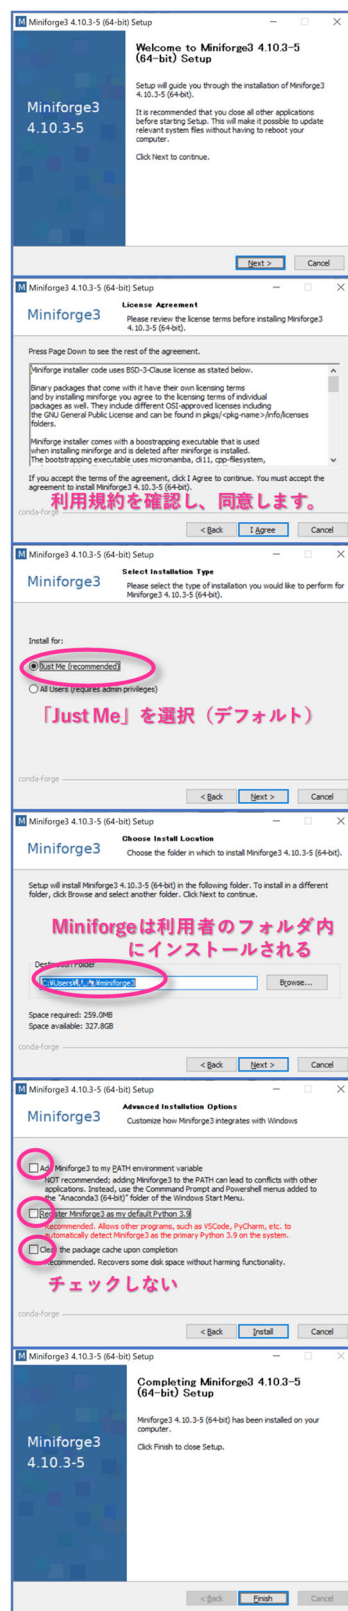 Miniforge3 4.10.3-5 (64-bit) Setup
Welcome to Miniforge3 4.10.3-5
(64-bit) Setup
Setup will guide you through the installation of Miniforge3
4.10.3-5 (64-bit).
It is recommended that you close all other applications
before starting Setup. This will make it possible to update
relevant system files without having to reboot your
computer.
Click Next to continue.
Miniforge3
4.10.3-5
Next >
Cancel
Miniforge3 4.10.3-5 (64-bit) Setup
License Agreement
Please review the license terms before installing Miniforge3
4.10.3-5 (64-bit).
Miniforge3
Press Page Down to see the rest of the agreement.
Miniforge installer code uses BSD-3-Clause license as stated below.
Binary packages that come with it have their own licensing terms
and by installing miniforge you agree to the licensing terms of individual
packages as well. They include different OSI-approved licenses including
the GNU General Public License and can be found in pkgs/<pkg-name>/info/licenses
folders.
Miniforge installer comes with a boostrapping executable that is used
when installing miniforge and is deleted after miniforge is installed.
The bootstrapping executable uses micromamba, cli11, cpp-filesystem,
If you accept the terms of the agreement, click I Agree to continue. You must accept the
agreement to install Miniforge3 4.10.3-5 (64-bit).
利用規約を確認し、同意します。
conda-forge
< Back
I Agree
Cancel
Miniforge3 4.10.3-5 (64-bit) Setup
Select Installation Type
Please select the type of installation you would like to perform for
Miniforge3 4.10.3-5 (64-bit).
Miniforge3
Install for:
Just Me (recommended)
All Users (requires admin privileges)
「Just Me」を選択（デフォルト）
conda-forge
< Back
Next >
Cancel
Miniforge3 4.10.3-5 (64-bit) Setup
Choose Install Location
Choose the folder in which to install Miniforge3 4.10.3-5 (64-bit).
Miniforge3
Setup will install Miniforge3 4.10.3-5 (64-bit) in the following folder. To install in a different
folder, click Browse and select another folder. Click Next to continue.
Miniforgeは利用者のフォルダ内
にインストールされる
Destination Folder
Browse...
Space required: 259.0MB
Space available: 327.8GB
conda-forge
< Back
Next >
Cancel
Miniforge3 4.10.3-5 (64-bit) Setup
Advanced Installation Options
Customize how Miniforge3 integrates with Windows
Miniforge3
Add Miniforge3 to my PATH environment variable
NOT recommended; adding Miniforge3 to the PATH can lead to conflicts with other
applications. Instead, use the Commmand Prompt and Powershell menus added to
the "Anaconda3 (64-bit)" folder of the Windows Start Menu.
Register Miniforge3 as my default Python 3.9
Recommended. Allows other programs, such as VSCode, PyCharm, etc. to
automatically detect Miniforge3 as the primary Python 3.9 on the system.
Clear the package cache upon completion
Recommended. Recovers some disk space without harming functionality.
チェックしない
conda-forge
< Back
Install
Cancel
Miniforge3 4.10.3-5 (64-bit) Setup
Completing Miniforge3 4.10.3-5
(64-bit) Setup
Miniforge3 4.10.3-5 (64-bit) has been installed on your
computer.
Click Finish to close Setup.
Miniforge3
4.10.3-5
< Back
Finish
Cancel